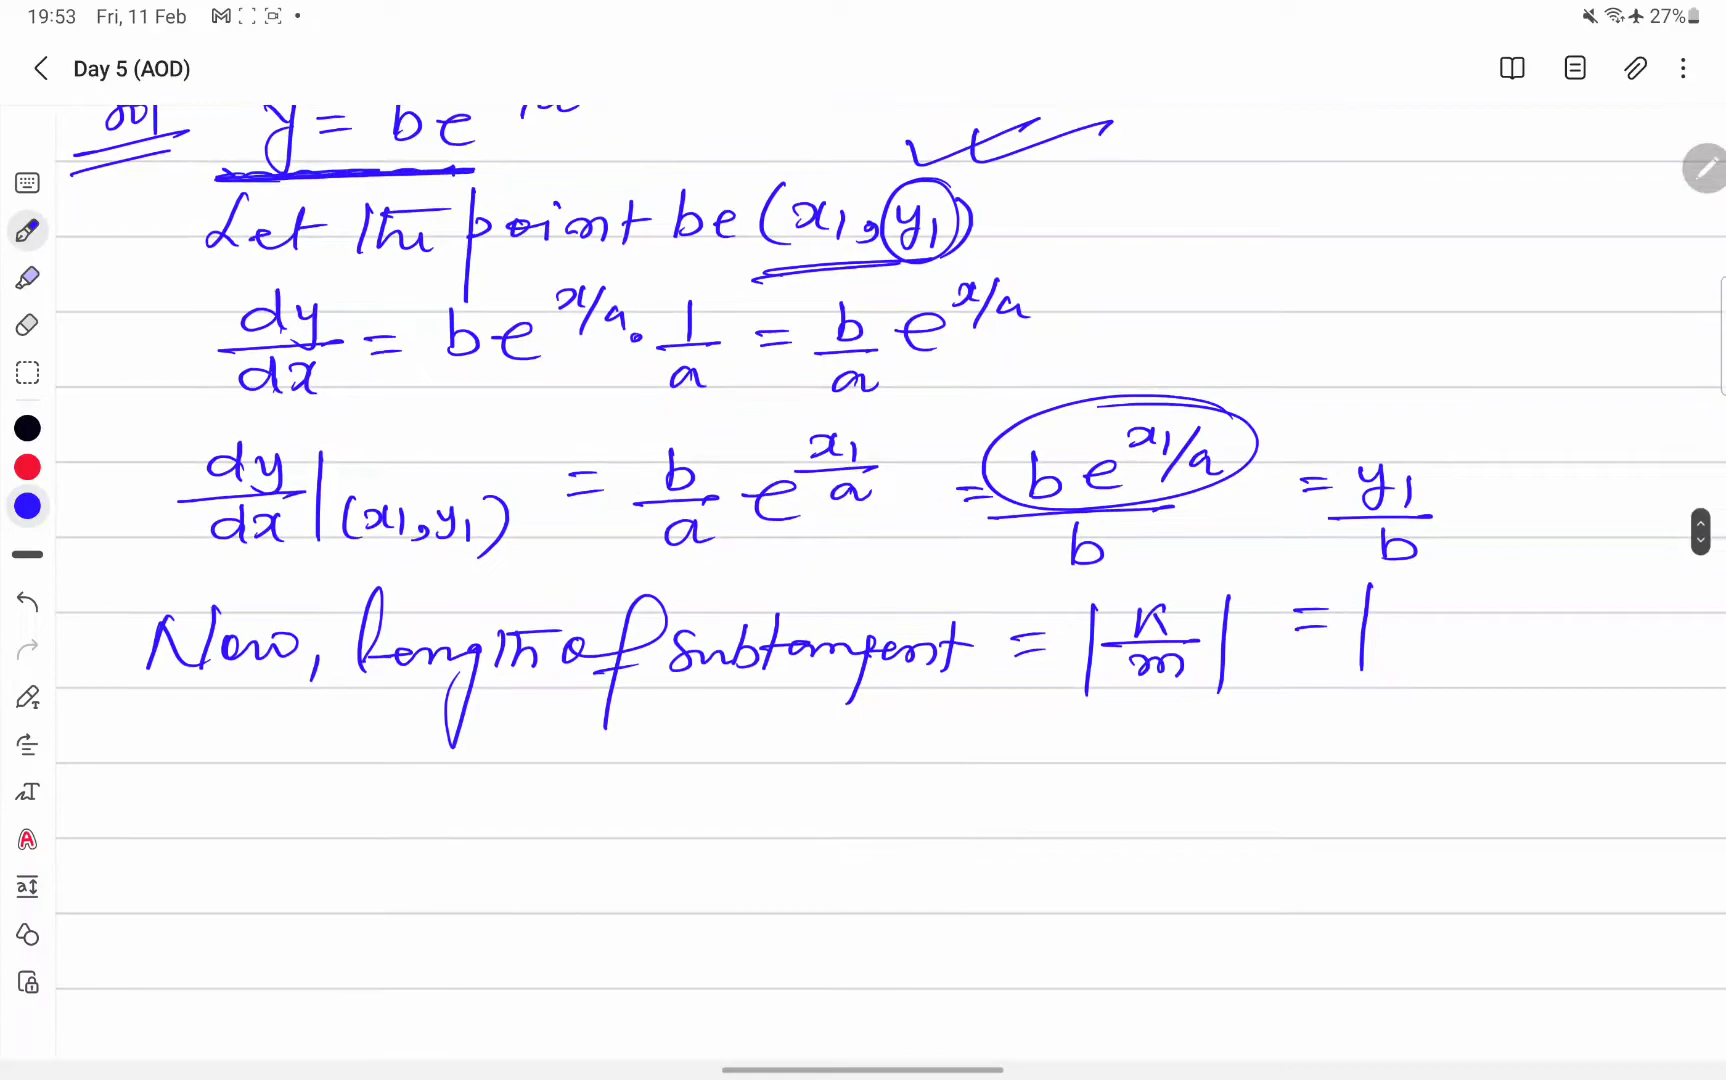 19:53 Fri, 11 Feb 27%
Day 5 (AOD)
sol y = be
Let the point be (x1, y1)
dy/dx = be^x/a . 1/a = b/a e^x/a
dy/dx|(x1, y1) = b/a e^x1/a = be^x1/a / b = y1/b
Now, length of subtangent = |K/m| = |